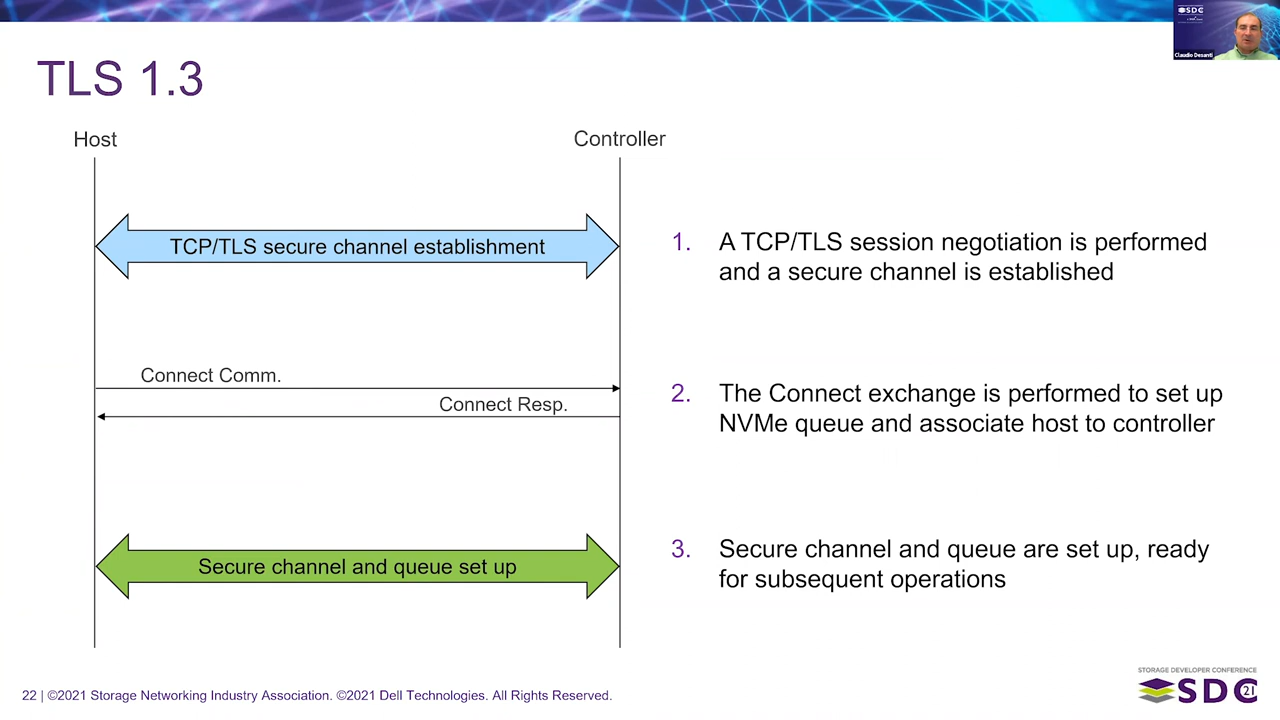 SDC
Claudio Desanti
TLS 1.3
Host
Controller
TCP/TLS secure channel establishment
1. A TCP/TLS session negotiation is performed
and a secure channel is established
Connect Comm.
Connect Resp.
2. The Connect exchange is performed to set up
NVMe queue and associate host to controller
Secure channel and queue set up
3. Secure channel and queue are set up, ready
for subsequent operations
22 | ©2021 Storage Networking Industry Association. ©2021 Dell Technologies. All Rights Reserved.
STORAGE DEVELOPER CONFERENCE
SDC 21